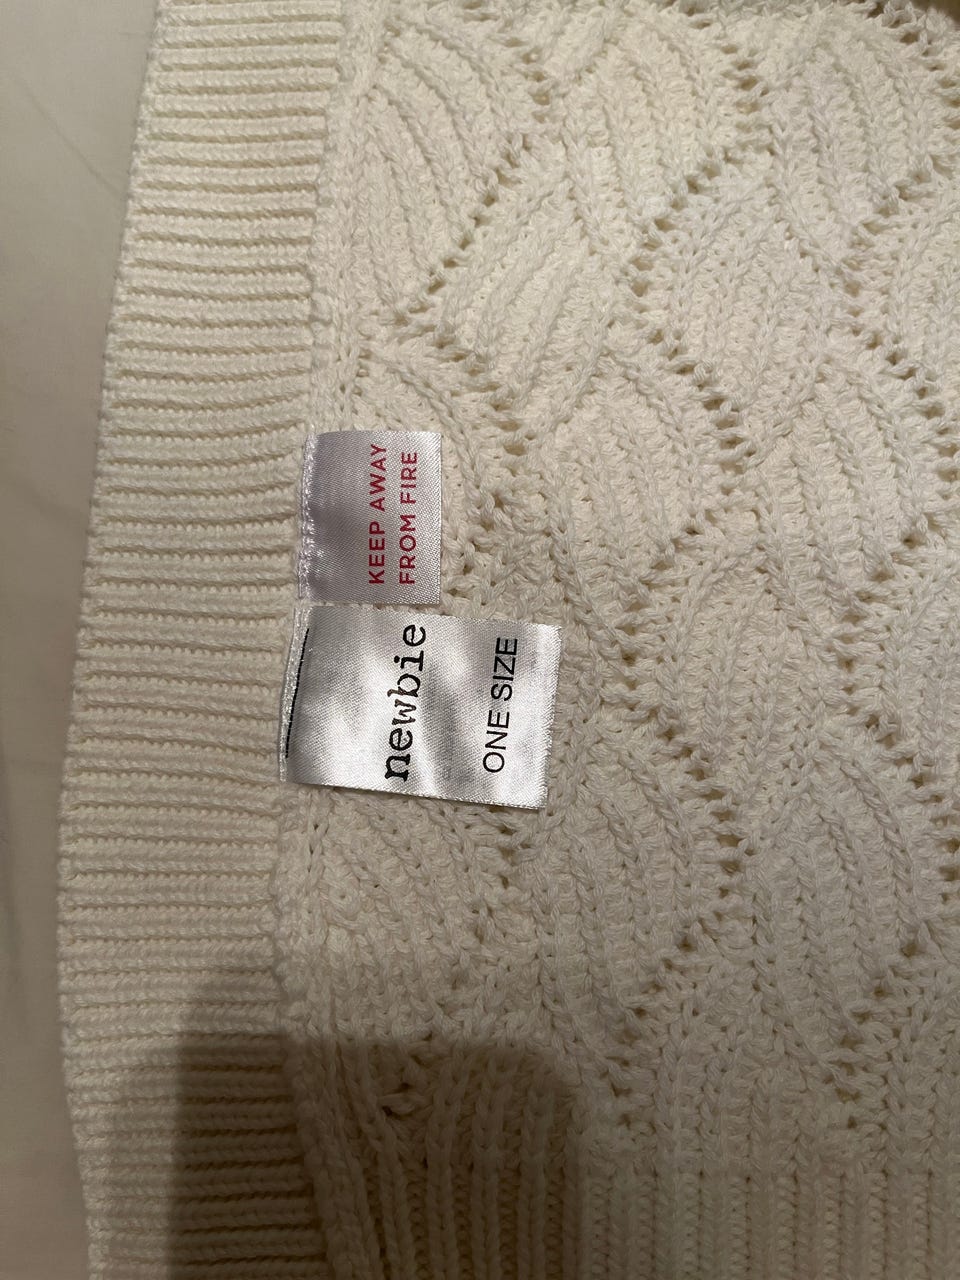 KEEP AWAY
FROM FIRE
newbie
ONE SIZE